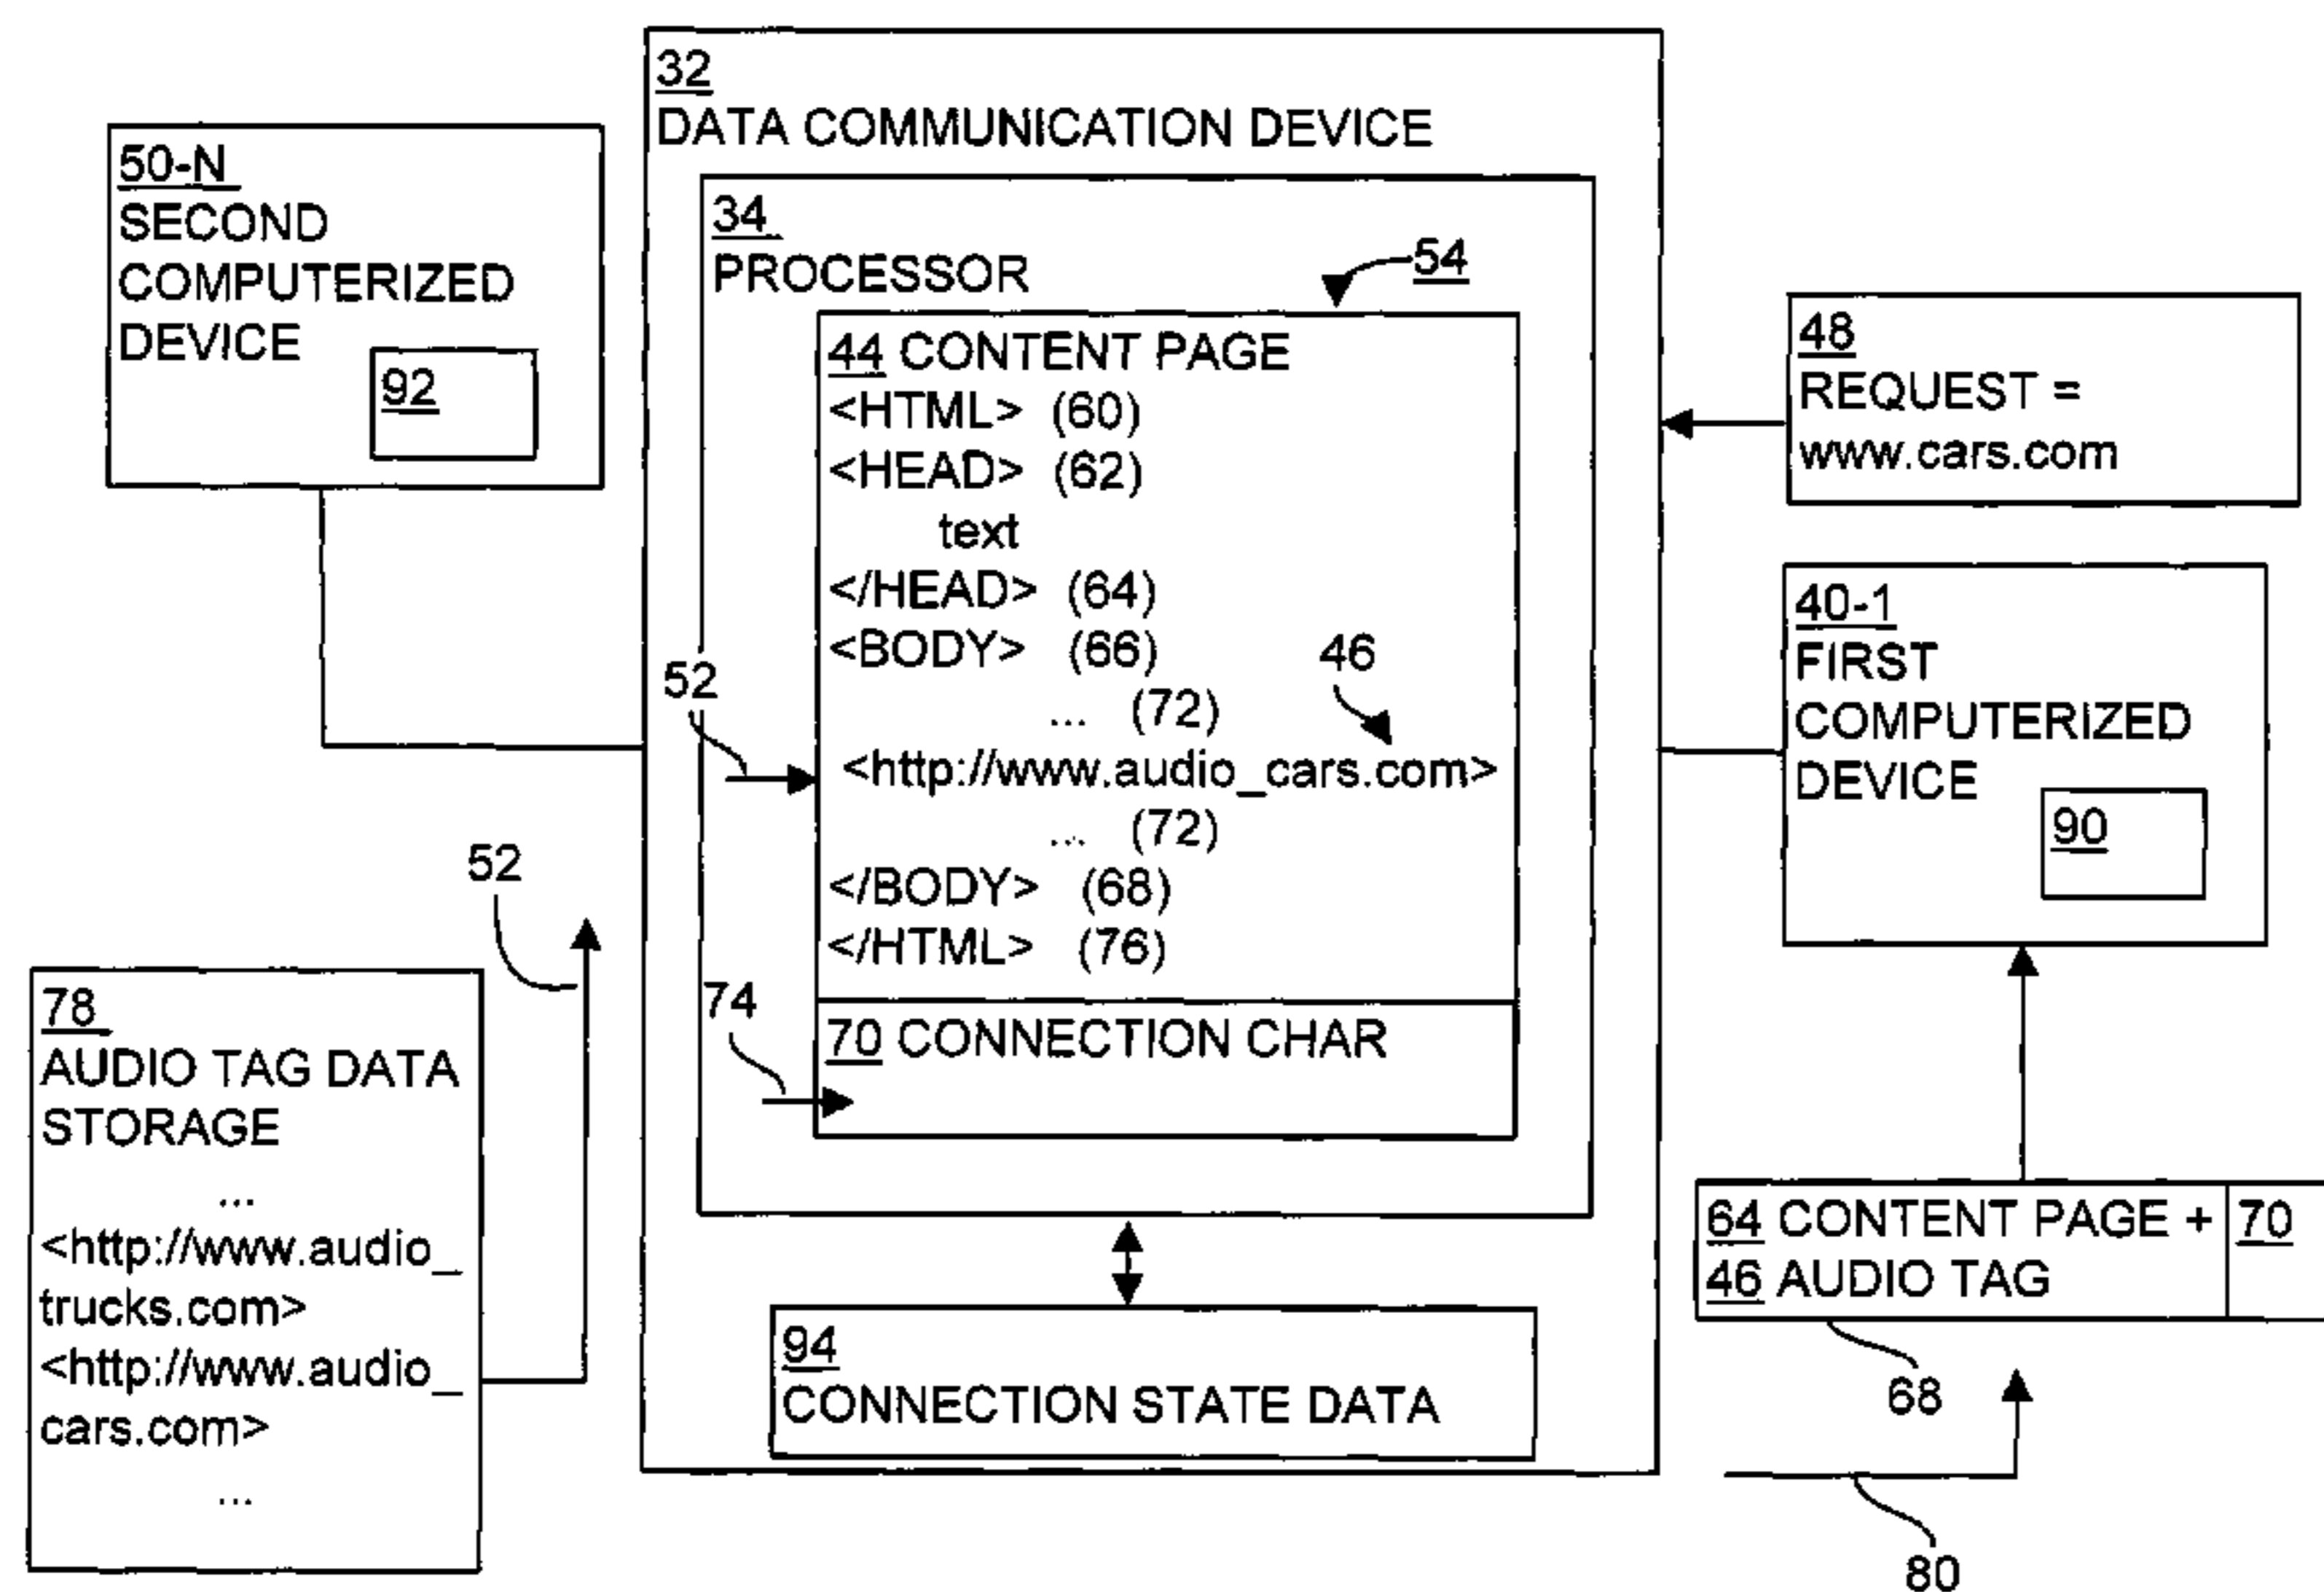 32
DATA COMMUNICATION DEVICE
50-N
SECOND
COMPUTERIZED
DEVICE
92
34
PROCESSOR
54
44 CONTENT PAGE
<HTML> (60)
<HEAD> (62)
text
</HEAD> (64)
<BODY> (66)
46
52
... (72)
<http://www.audio_cars.com>
... (72)
</BODY> (68)
</HTML> (76)
74
70 CONNECTION CHAR
94
CONNECTION STATE DATA
48
REQUEST =
www.cars.com
40-1
FIRST
COMPUTERIZED
DEVICE
90
52
78
AUDIO TAG DATA
STORAGE
...
<http://www.audio_
trucks.com>
<http://www.audio_
cars.com>
...
64 CONTENT PAGE + 70
46 AUDIO TAG
68
80